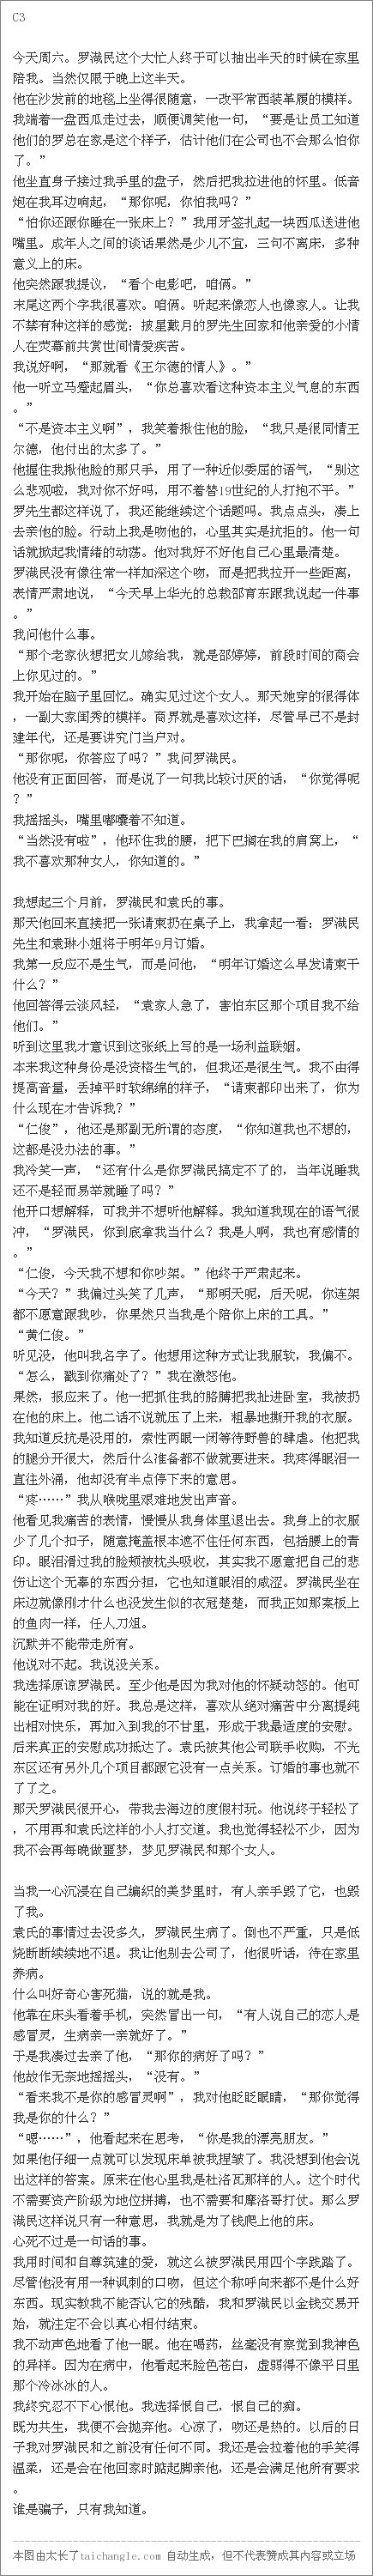 C3
今天周六。罗渽民这个大忙人终于可以抽出半天的时候在家里
陪我。当然仅限于晚上这半天。
他在沙发前的地毯上坐得很随意，一改平常西装革履的模样。
我端着一盘西瓜走过去，顺便调笑他一句，“要是让员工知道
他们的罗总在家是这个样子，估计他们在公司也不会那么怕你
了。”
他坐直身子接过我手里的盘子，然后把我拉进他的怀里。低音
炮在我耳边响起，“那你呢，你怕我吗？”
“怕你还跟你睡在一张床上？”我用牙签扎起一块西瓜送进他
嘴里。成年人之间的谈话果然是少儿不宜，三句不离床，多种
意义上的床。
他突然跟我提议，“看个电影吧，咱俩。”
末尾这两个字我很喜欢。咱俩。听起来像恋人也像家人。让我
不禁有种这样的感觉：披星戴月的罗先生回家和他亲爱的小情
人在荧幕前共赏世间情爱疾苦。
我说好啊，“那就看《王尔德的情人》。”
他一听立马蹙起眉头，“你总喜欢看这种资本主义气息的东西
。”
“不是资本主义啊”，我笑着揪住他的脸，“我只是很同情王
尔德，他付出的太多了。”
他握住我揪他脸的那只手，用了一种近似委屈的语气，“别这
么悲观啦，我对你不好吗，用不着替19世纪的人打抱不平。”
罗先生都这样说了，我还能继续这个话题吗。我点点头，凑上
去亲他的脸。行动上我是吻他的，心里其实是抗拒的。他一句
话就掀起我情绪的动荡。他对我好不好他自己心里最清楚。
罗渽民没有像往常一样加深这个吻，而是把我拉开一些距离，
表情严肃地说，“今天早上华光的总裁邵育东跟我说起一件事
。”
我问他什么事。
“那个老家伙想把女儿嫁给我，就是邵婷婷，前段时间的商会
上你见过的。”
我开始在脑子里回忆。确实见过这个女人。那天她穿的很得体
，一副大家闺秀的模样。商界就是喜欢这样，尽管早已不是封
建年代，还是要讲究门当户对。
“那你呢，你答应了吗？”我问罗渽民。
他没有正面回答，而是说了一句我比较讨厌的话，“你觉得呢
？”
我摇摇头，嘴里嘟囔着不知道。
“当然没有啦”，他环住我的腰，把下巴搁在我的肩窝上，“
我不喜欢那种女人，你知道的。”
我想起三个月前，罗渽民和袁氏的事。
那天他回来直接把一张请柬扔在桌子上，我拿起一看：罗渽民
先生和袁琳小姐将于明年9月订婚。
我第一反应不是生气，而是问他，“明年订婚这么早发请柬干
什么？”
他回答得云淡风轻，“袁家人急了，害怕东区那个项目我不给
他们。”
听到这里我才意识到这张纸上写的是一场利益联姻。
本来我这种身份是没资格生气的，但我还是很生气。我不由得
提高音量，丢掉平时软绵绵的样子，“请柬都印出来了，你为
什么现在才告诉我？”
“仁俊”，他还是那副无所谓的态度，“你知道我也不想的，
这都是没办法的事。”
我冷笑一声，“还有什么是你罗渽民搞定不了的，当年说睡我
还不是轻而易举就睡了吗？”
他开口想解释，可我并不想听他解释。我知道我现在的语气很
冲，“罗渽民，你到底拿我当什么？我是人啊，我也有感情的
。”
“仁俊，今天我不想和你吵架。”他终于严肃起来。
“今天？”我偏过头笑了几声，“那明天呢，后天呢，你连架
都不愿意跟我吵，你果然只当我是个陪你上床的工具。”
“黄仁俊。”
听见没，他叫我名字了。他想用这种方式让我服软，我偏不。
“怎么，戳到你痛处了？”我在激怒他。
果然，报应来了。他一把抓住我的胳膊把我扯进卧室，我被扔
在他的床上。他二话不说就压了上来，粗暴地撕开我的衣服。
我知道反抗是没用的，索性两眼一闭等待野兽的肆虐。他把我
的腿分开很大，然后什么准备都不做就要进来。我疼得眼泪一
直往外涌，他却没有半点停下来的意思。
“疼……”我从喉咙里艰难地发出声音。
他看见我痛苦的表情，慢慢从我身体里退出去。我身上的衣服
少了几个扣子，随意掩盖根本遮不住任何东西，包括腰上的青
印。眼泪滑过我的脸颊被枕头吸收，其实我不愿意把自己的悲
伤让这个无辜的东西分担，它也知道眼泪的咸涩。罗渽民坐在
床边就像刚才什么也没发生似的衣冠楚楚，而我正如那案板上
的鱼肉一样，任人刀俎。
沉默并不能带走所有。
他说对不起。我说没关系。
我选择原谅罗渽民。至少他是因为我对他的怀疑动怒的。他可
能在证明对我的好。我总是这样，喜欢从绝对痛苦中分离提纯
出相对快乐，再加入到我的不甘里，形成于我最适度的安慰。
后来真正的安慰成功抵达了。袁氏被其他公司联手收购，不光
东区还有另外几个项目都跟它没有一点关系。订婚的事也就不
了了之。
那天罗渽民很开心，带我去海边的度假村玩。他说终于轻松了
，不用再和袁氏这样的小人打交道。我也觉得轻松不少，因为
我不会再每晚做噩梦，梦见罗渽民和那个女人。
当我一心沉浸在自己编织的美梦里时，有人亲手毁了它，也毁
了我。
袁氏的事情过去没多久，罗渽民生病了。倒也不严重，只是低
烧断断续续地不退。我让他别去公司了，他很听话，待在家里
养病。
什么叫好奇心害死猫，说的就是我。
他靠在床头看着手机，突然冒出一句，“有人说自己的恋人是
感冒灵，生病亲一亲就好了。”
于是我凑过去亲了他，“那你的病好了吗？”
他故作无奈地摇摇头，“没有。”
“看来我不是你的感冒灵啊”，我对他眨眨眼睛，“那你觉得
我是你的什么？”
“嗯……”，他看起来在思考，“你是我的漂亮朋友。”
如果他仔细一点就可以发现床单被我捏皱了。我没想到他会说
出这样的答案。原来在他心里我是杜洛瓦那样的人。这个时代
不需要资产阶级为地位拼搏，也不需要和摩洛哥打仗。那么罗
渽民这样说只有一种意思，我就是为了钱爬上他的床。
心死不过是一句话的事。
我用时间和自尊筑建的爱，就这么被罗渽民用四个字践踏了。
尽管他没有用一种讽刺的口吻，但这个称呼向来都不是什么好
东西。现实教我不能否认它的残酷，我和罗渽民以金钱交易开
始，就注定不会以真心相付结束。
我不动声色地看了他一眼。他在喝药，丝毫没有察觉到我神色
的异样。因为在病中，他看起来脸色苍白，虚弱得不像平日里
那个冷冰冰的人。
我终究忍不下心恨他。我选择恨自己，恨自己的痴。
既为共生，我便不会抛弃他。心凉了，吻还是热的。以后的日
子我对罗渽民和之前没有任何不同。我还是会拉着他的手笑得
温柔，还是会在他回家时踮起脚亲他，还是会满足他所有要求
。
谁是骗子，只有我知道。
本图由太长了taichangle.com 自动生成，但不代表赞成其内容或立场